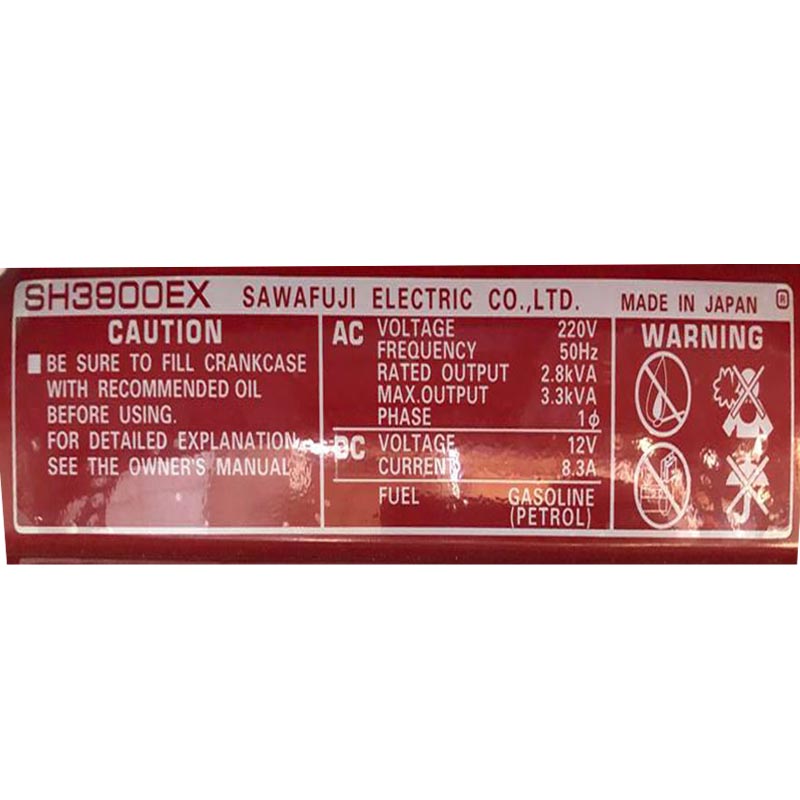 SH3900EX SAWAFUJI ELECTRIC CO.,LTD. MADE IN JAPAN ®
CAUTION
■ BE SURE TO FILL CRANKCASE
WITH RECOMMENDED OIL
BEFORE USING.
FOR DETAILED EXPLANATION,
SEE THE OWNER'S MANUAL.
AC VOLTAGE 220V
FREQUENCY 50Hz
RATED OUTPUT 2.8kVA
MAX.OUTPUT 3.3kVA
PHASE 1ϕ
DC VOLTAGE 12V
CURRENT 8.3A
FUEL GASOLINE
(PETROL)
WARNING